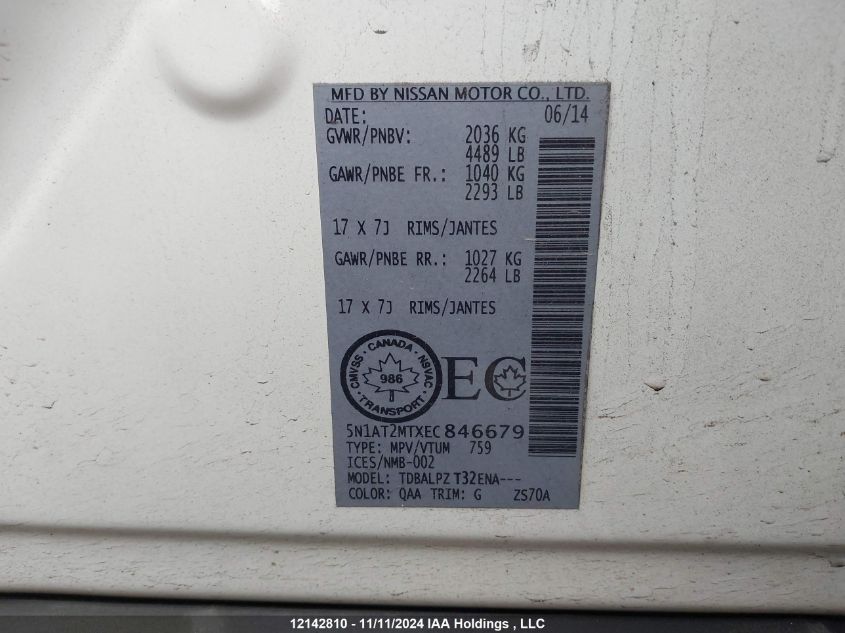 MFD BY NISSAN MOTOR CO., LTD.
DATE: 06/14
GVWR/PNBV: 2036 KG
4489 LB
GAWR/PNBE FR.: 1040 KG
2293 LB
17 X 7J RIMS/JANTES
GAWR/PNBE RR.: 1027 KG
2264 LB
17 X 7J RIMS/JANTES
CMVSS · CANADA · NSVAC · TRANSPORT ·
986
EC
5N1AT2MTXEC846679
TYPE: MPV/VTUM 759
ICES/NMB-002
MODEL: TDBALPZ T32ENA---
COLOR: QAA TRIM: G ZS70A
12142810 - 11/11/2024 IAA Holdings , LLC